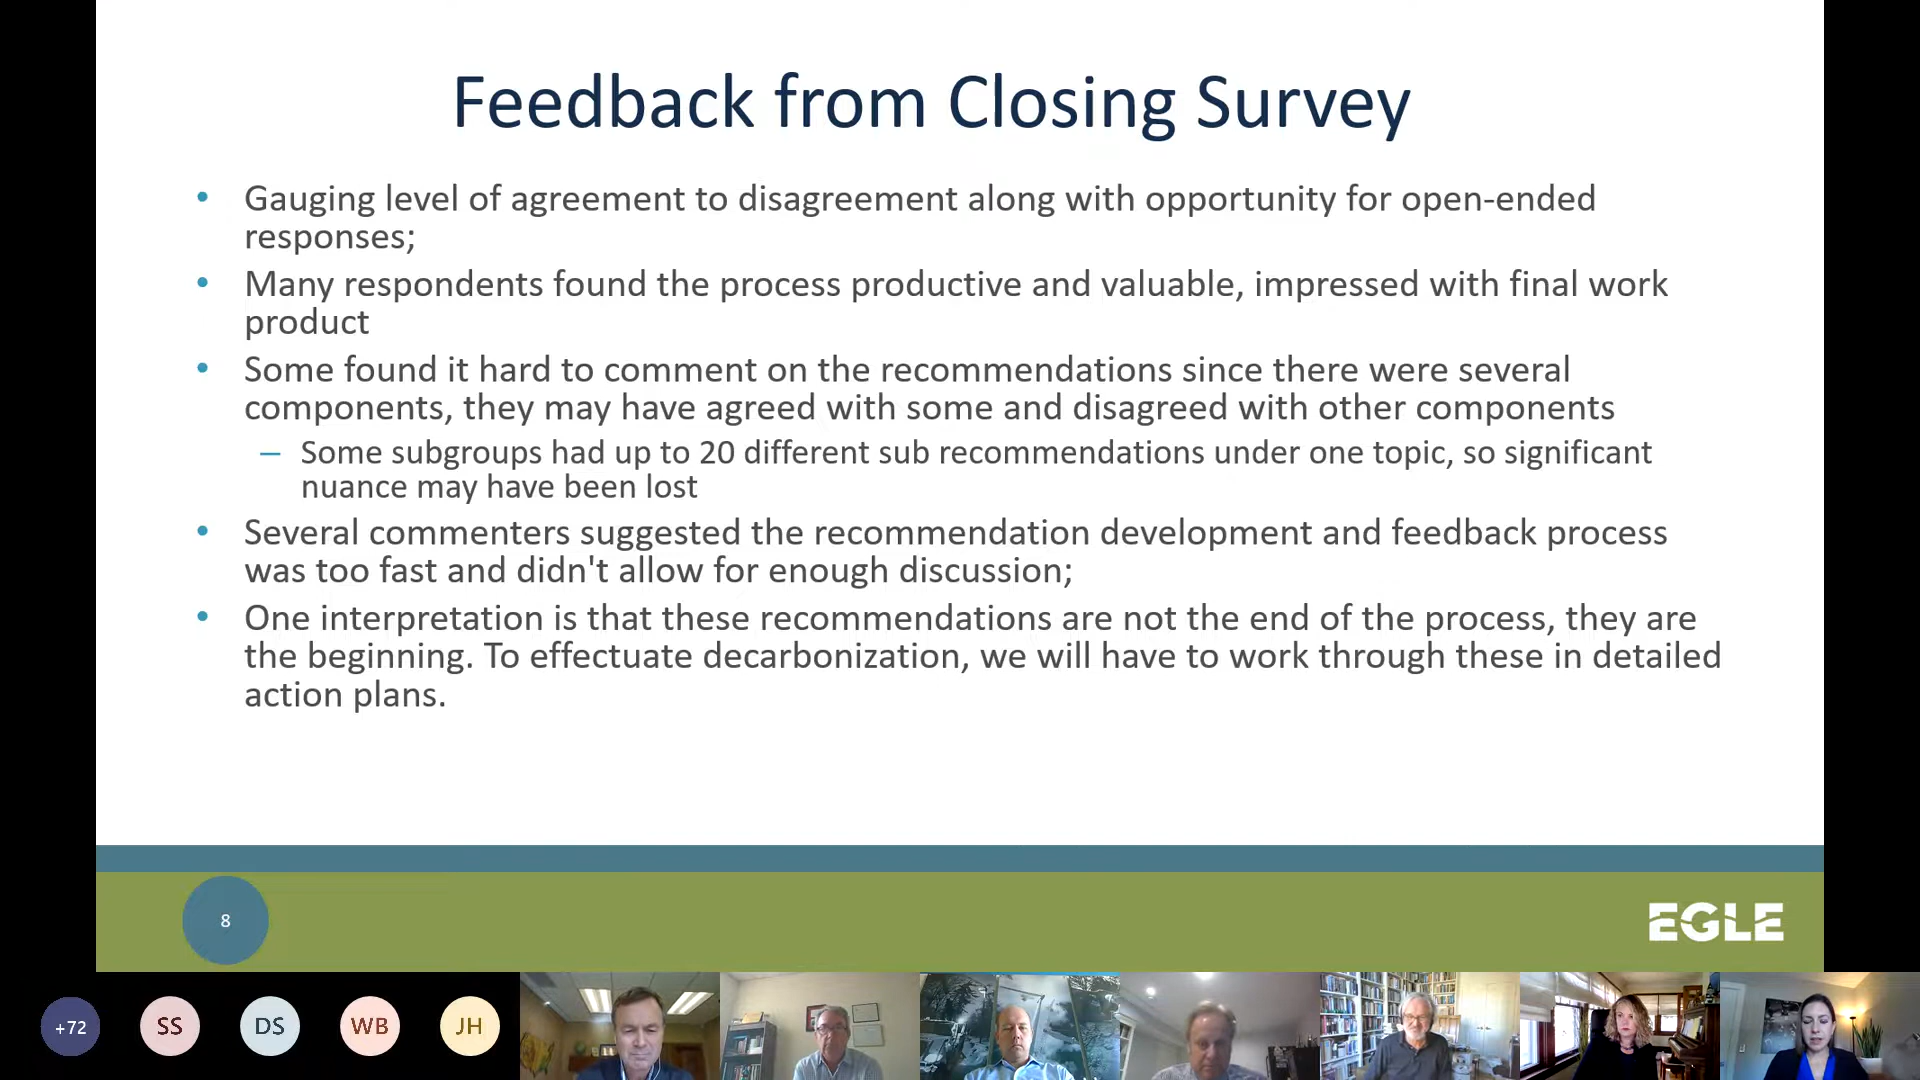 Feedback from Closing Survey
• Gauging level of agreement to disagreement along with opportunity for open-ended
responses;
• Many respondents found the process productive and valuable, impressed with final work
product
• Some found it hard to comment on the recommendations since there were several
components, they may have agreed with some and disagreed with other components
– Some subgroups had up to 20 different sub recommendations under one topic, so significant
nuance may have been lost
• Several commenters suggested the recommendation development and feedback process
was too fast and didn't allow for enough discussion;
• One interpretation is that these recommendations are not the end of the process, they are
the beginning. To effectuate decarbonization, we will have to work through these in detailed
action plans.
8
EGLE
+72
SS
DS
WB
JH